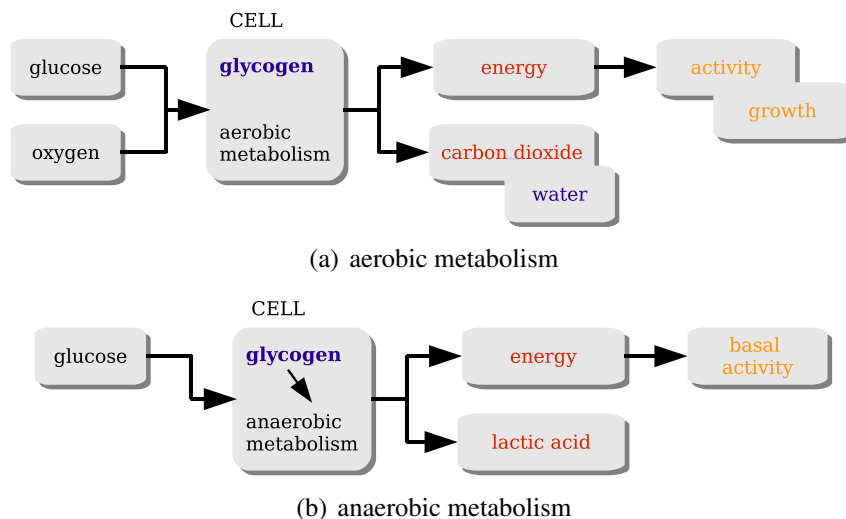 CELL
glucose
oxygen
glycogen
aerobic
metabolism
energy
activity
growth
carbon dioxide
water
(a) aerobic metabolism
CELL
glucose
glycogen
anaerobic
metabolism
energy
basal
activity
lactic acid
(b) anaerobic metabolism